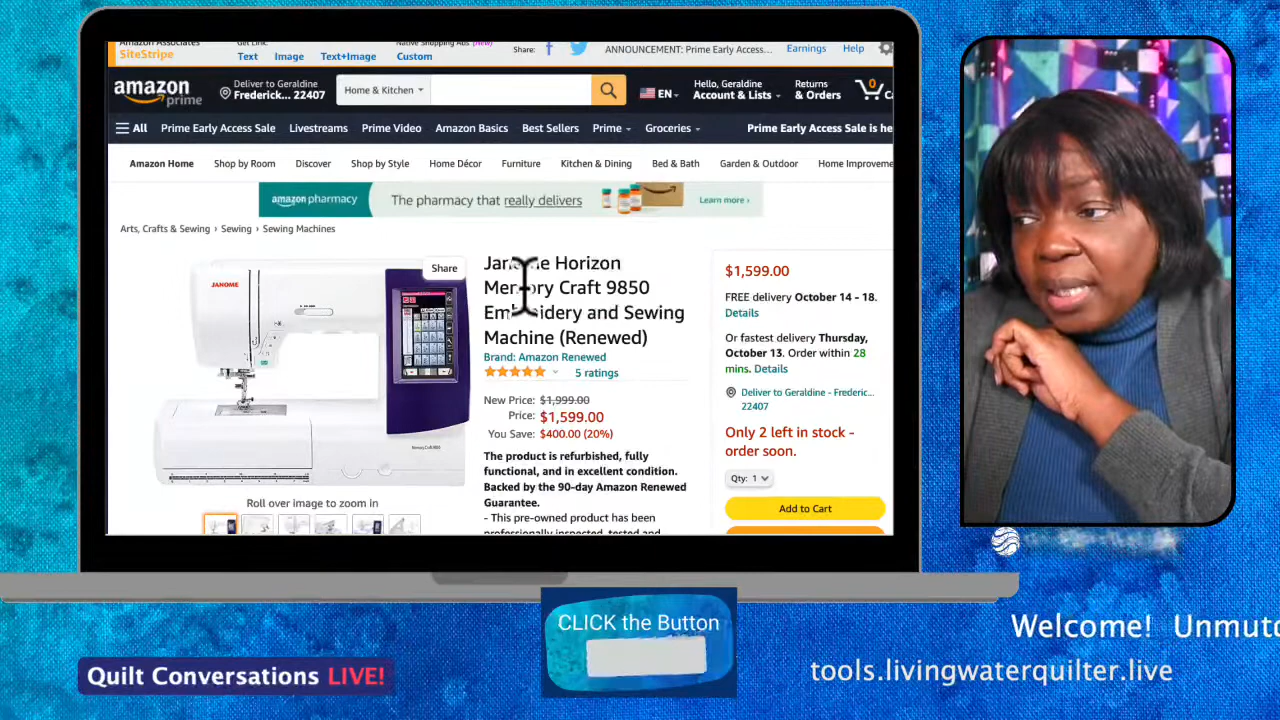 Amazon Associates
SiteStripe
Get Link:
Text Image Text+Image
Native Shopping Ads (New)
Custom
Share:
ANNOUNCEMENT: Prime Early Access...
Earnings Help
amazon
prime
Deliver to Geraldine
Frederick... 22407
Home & Kitchen
EN
Hello, Geraldine
Account & Lists
Returns
& Orders
0
All Prime Early Access Sale Livestreams Prime Video Amazon Basics Best Sellers Prime Groceries Prime Early Access Sale is he
Amazon Home Shop by Room Discover Shop by Style Home Décor Furniture Kitchen & Dining Bed & Bath Garden & Outdoor Home Improveme
amazon pharmacy The pharmacy that really delivers Learn more ›
Arts, Crafts & Sewing › Sewing › Sewing Machines
Share
JANOME
Roll over image to zoom in
Janome Horizon
Memory Craft 9850
Embroidery and Sewing
Machine (Renewed)
Brand: Amazon Renewed
5 ratings
New Price: $1,999.00
Price: $1,599.00
You Save: $400.00 (20%)
The product is refurbished, fully
functional, and in excellent condition.
Backed by the 90-day Amazon Renewed
Guarantee.
- This pre-owned product has been
professionally inspected, tested and
$1,599.00
FREE delivery October 14 - 18.
Details
Or fastest delivery Thursday,
October 13. Order within 28
mins. Details
Deliver to Geraldine - Frederic...
22407
Only 2 left in stock -
order soon.
Qty: 1
Add to Cart
CLICK the Button
Quilt Conversations LIVE!
Welcome! Unmute
tools.livingwaterquilter.live